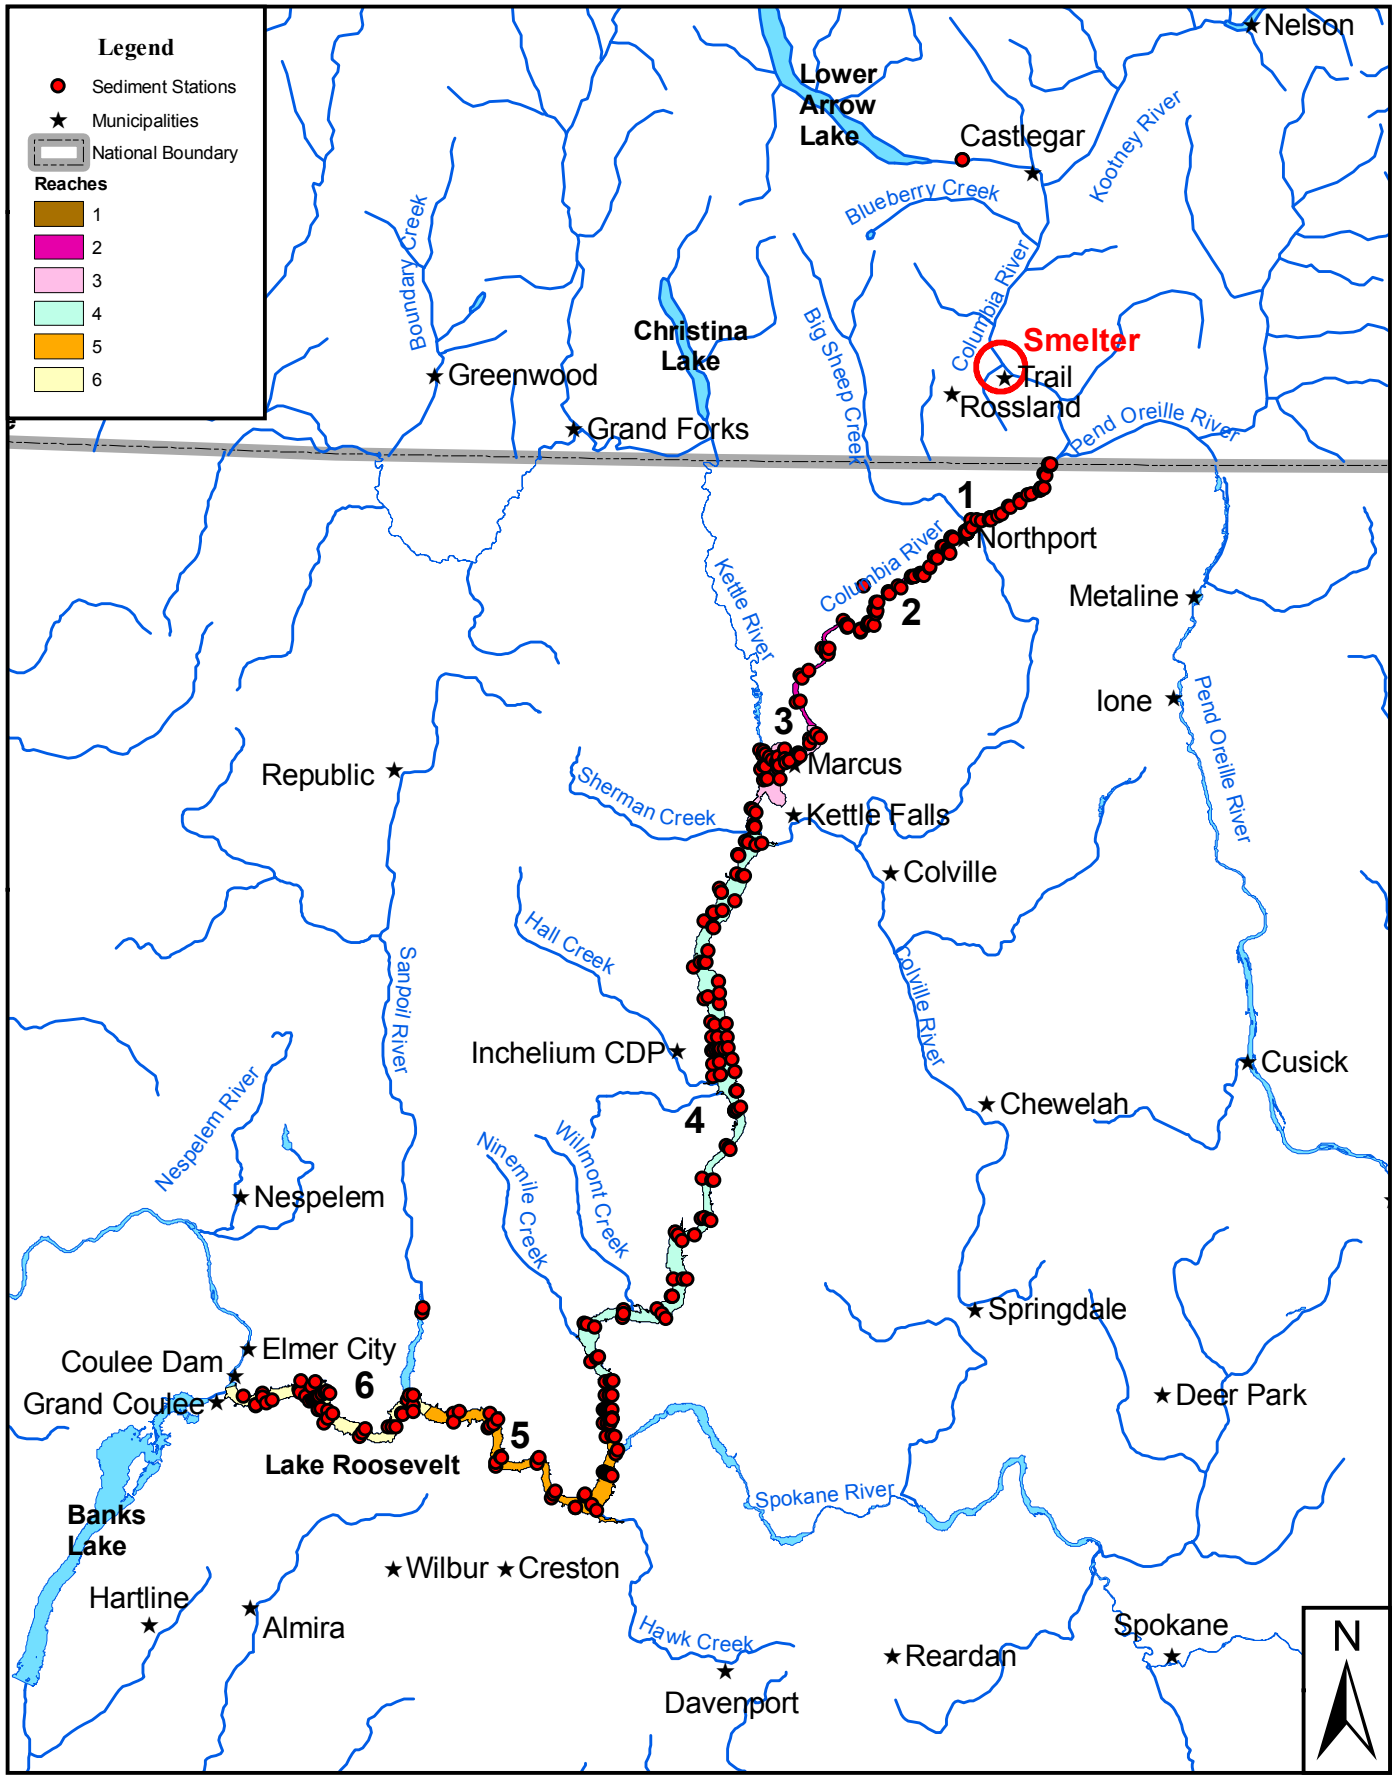 Legend
Sediment Stations
Municipalities
National Boundary
Reaches
1
2
3
4
5
6
Nelson
Lower
Arrow
Lake
Castlegar
Kootney River
Blueberry Creek
Boundary Creek
Columbia River
Christina
Lake
Big Sheep Creek
Smelter
Trail
Rossland
Greenwood
Grand Forks
Pend Oreille River
e
1
Northport
Columbia River
Kettle River
2
Metaline
Ione
Pend Oreille River
3
Marcus
Republic
Sherman Creek
Kettle Falls
Colville
Hall Creek
Sanpoil River
Colville River
Inchelium CDP
Cusick
Chewelah
4
Nespelem River
Ninemile Creek
Willmont Creek
Nespelem
Springdale
Elmer City
Coulee Dam
Grand Coulee
6
Deer Park
5
Lake Roosevelt
Spokane River
Banks
Lake
Wilbur
Creston
Hartline
Almira
Hawk Creek
Spokane
Reardan
Davenport
N